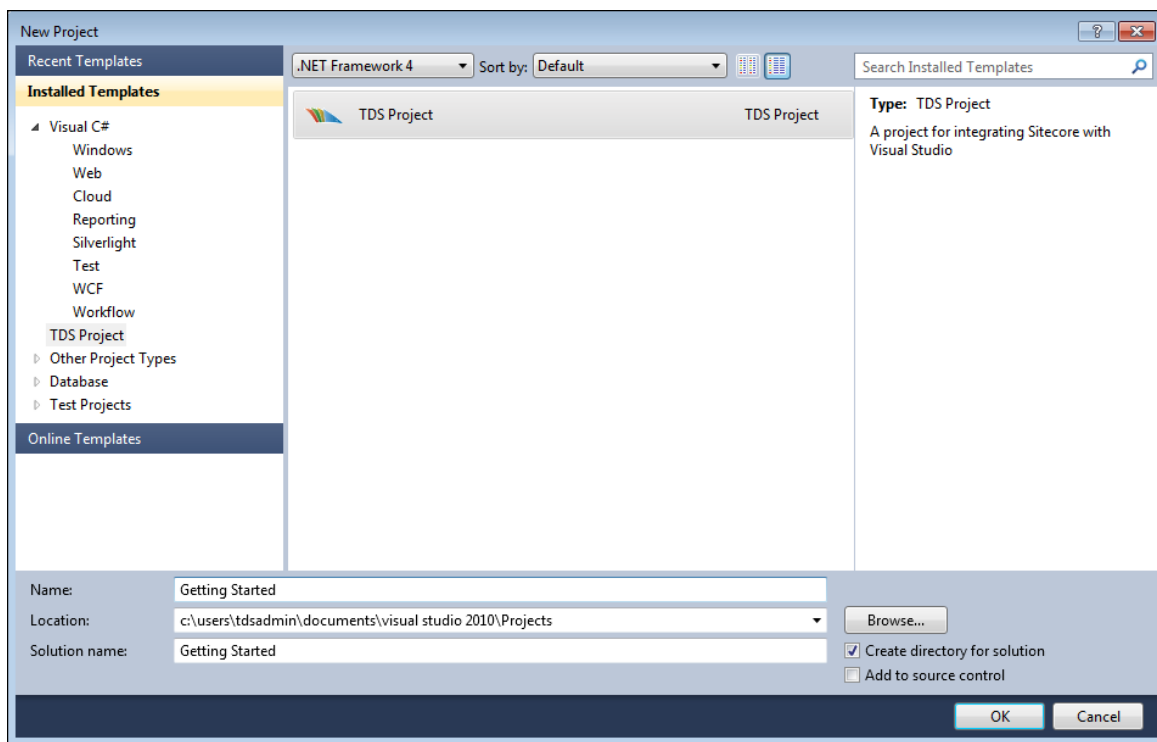 New Project
Recent Templates
Installed Templates
Visual C#
Windows
Web
Cloud
Reporting
Silverlight
Test
WCF
Workflow
TDS Project
Other Project Types
Database
Test Projects
Online Templates
.NET Framework 4 Sort by: Default
TDS Project TDS Project
Search Installed Templates
Type: TDS Project
A project for integrating Sitecore with
Visual Studio
Name: Getting Started
Location: c:\users\tdsadmin\documents\visual studio 2010\Projects Browse...
Solution name: Getting Started
Create directory for solution
Add to source control
OK Cancel